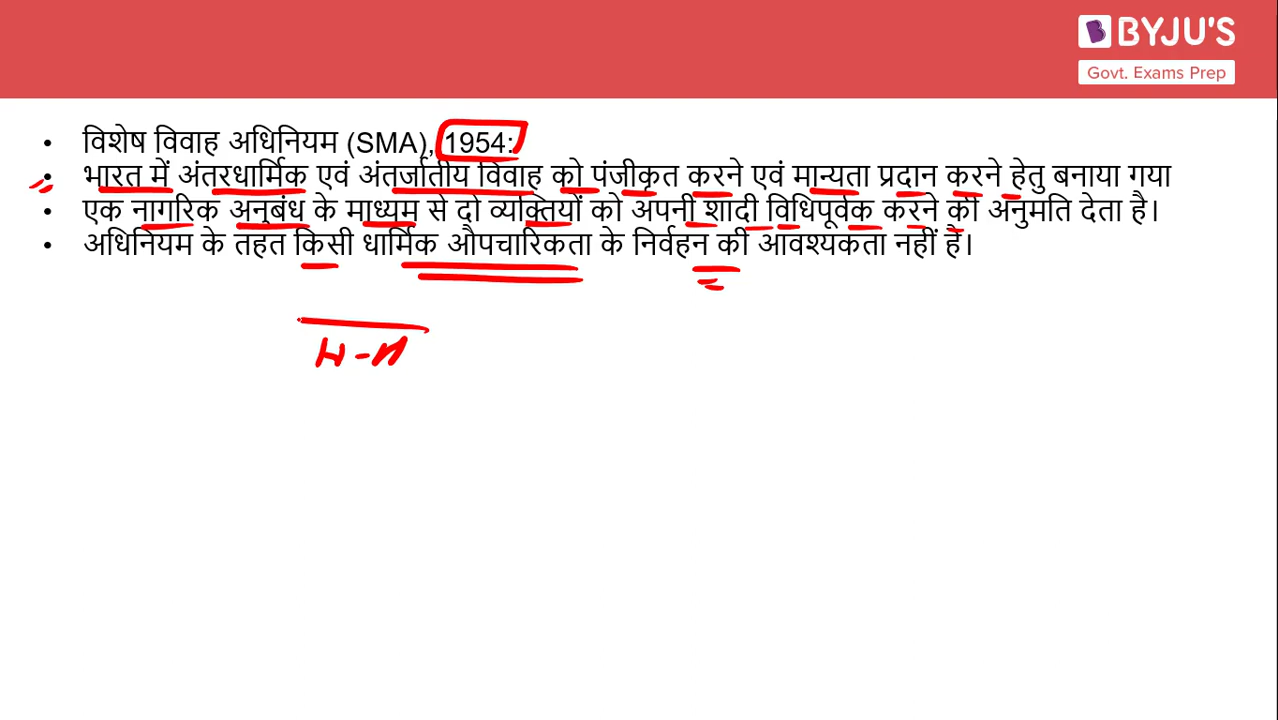 BYJU'S
Govt. Exams Prep
• विशेष विवाह अधिनियम (SMA), 1954:
• भारत में अंतरधार्मिक एवं अंतर्जातीय विवाह को पंजीकृत करने एवं मान्यता प्रदान करने हेतु बनाया गया
• एक नागरिक अनुबंध के माध्यम से दो व्यक्तियों को अपनी शादी विधिपूर्वक करने की अनुमति देता है।
• अधिनियम के तहत किसी धार्मिक औपचारिकता के निर्वहन की आवश्यकता नहीं है।
H-M